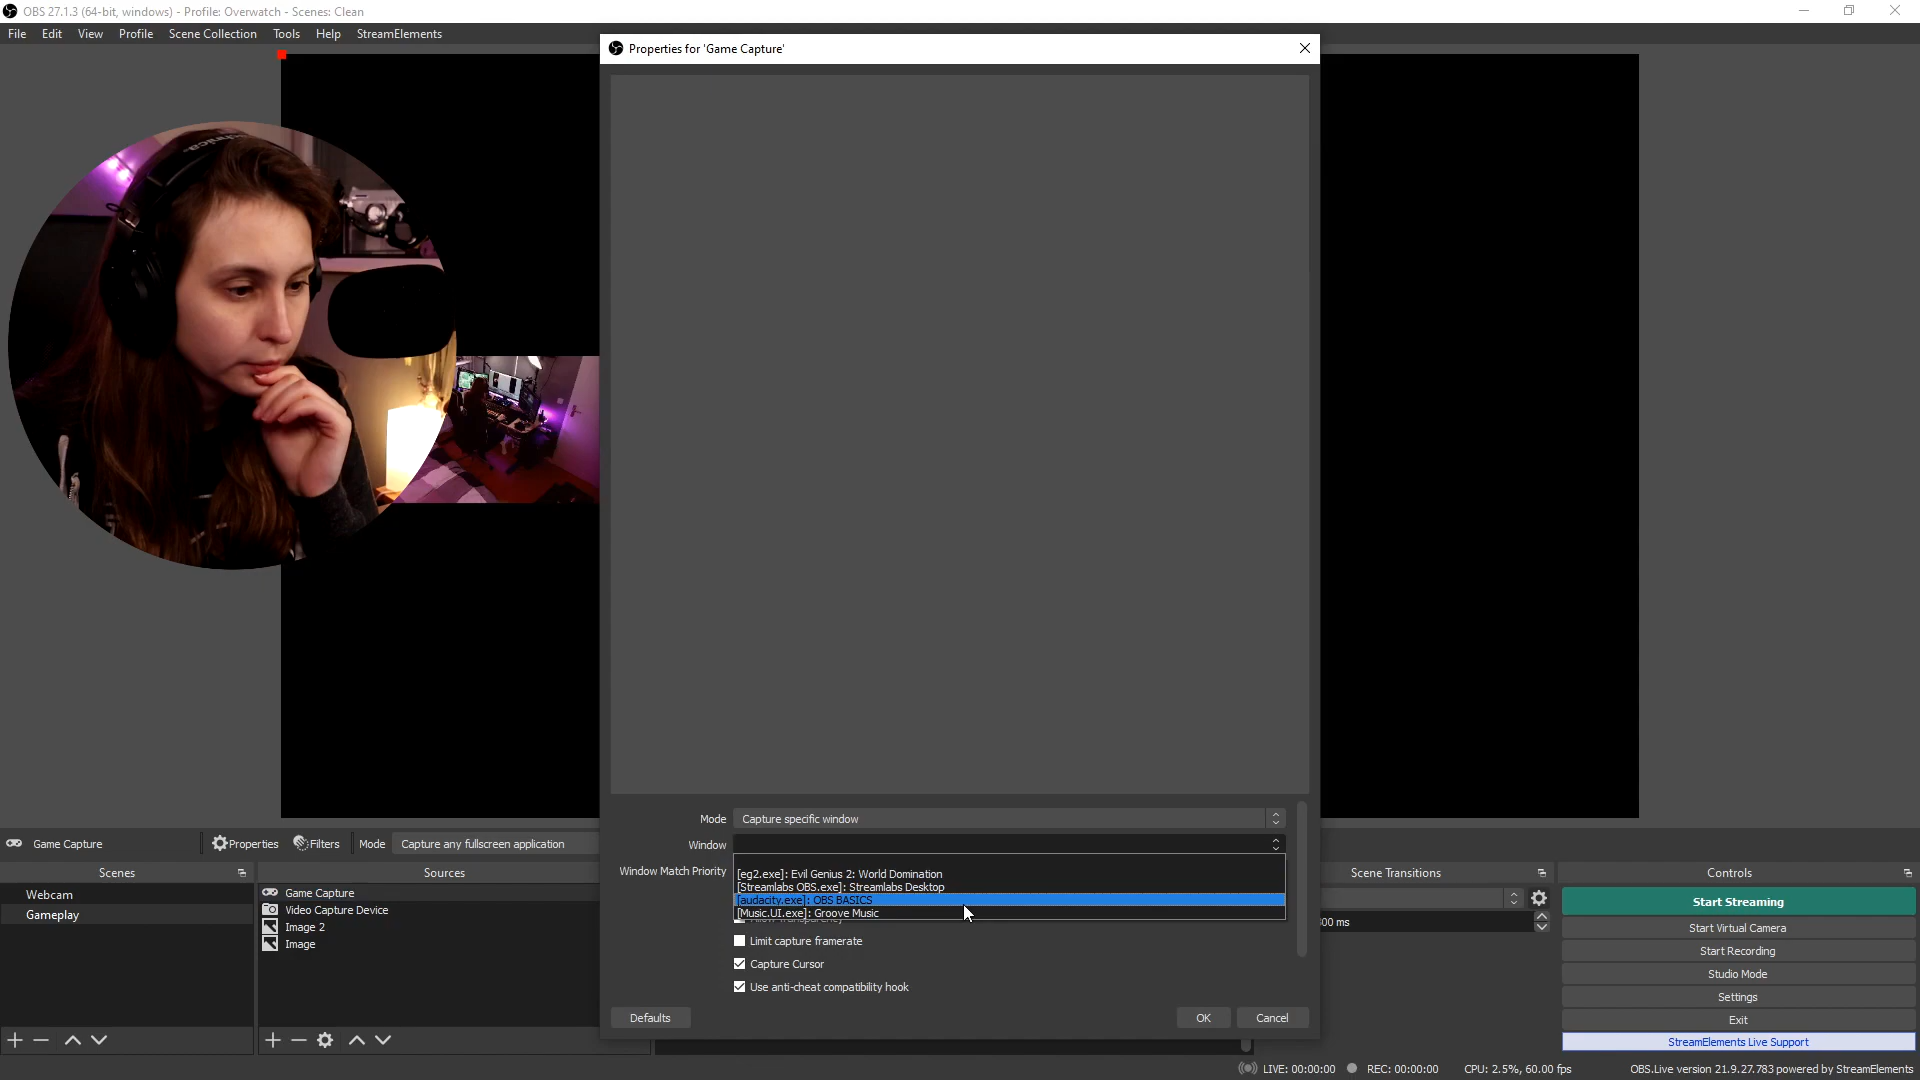 OBS 27.1.3 (64-bit, windows) - Profile: Overwatch - Scenes: Clean
File Edit View Profile Scene Collection Tools Help StreamElements
Properties for 'Game Capture'
Mode Capture specific window
Window
Window Match Priority
[eg2.exe]: Evil Genius 2: World Domination
[Streamlabs OBS.exe]: Streamlabs Desktop
[audacity.exe]: OBS BASICS
[Music.UI.exe]: Groove Music
Limit capture framerate
Capture Cursor
Use anti-cheat compatibility hook
Defaults OK Cancel
Game Capture Properties Filters Mode Capture any fullscreen application
Scenes
Webcam
Gameplay
Sources
Game Capture
Video Capture Device
Image 2
Image
Scene Transitions
00 ms
Controls
Start Streaming
Start Virtual Camera
Start Recording
Studio Mode
Settings
Exit
StreamElements Live Support
LIVE: 00:00:00 REC: 00:00:00 CPU: 2.5%, 60.00 fps OBS.Live version 21.9.27.783 powered by StreamElements